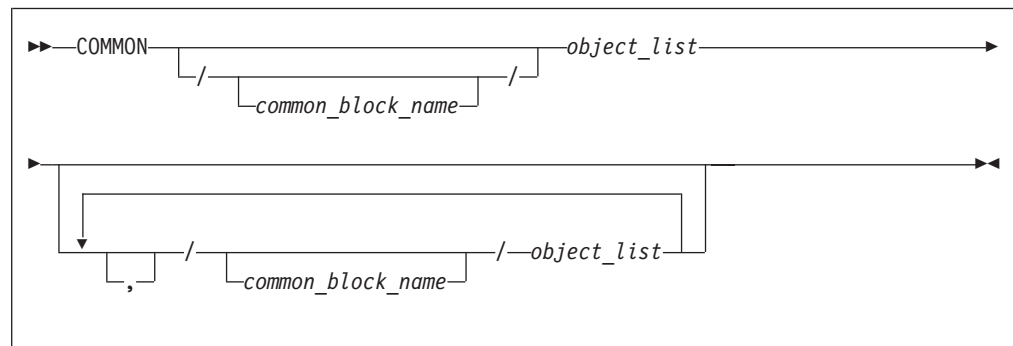 COMMON object_list
/ /
common_block_name
/ / object_list
, common_block_name